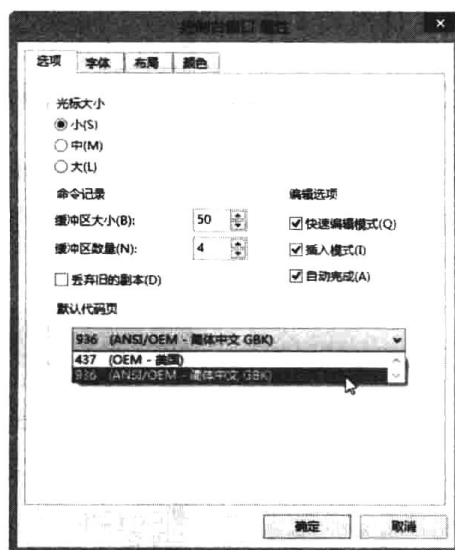 控制台窗口 属性
选项 字体 布局 颜色
光标大小
小(S)
中(M)
大(L)
命令记录
缓冲区大小(B): 50
缓冲区数量(N): 4
丢弃旧的副本(D)
编辑选项
快速编辑模式(Q)
插入模式(I)
自动完成(A)
默认代码页
936 (ANSI/OEM - 简体中文 GBK)
437 (OEM - 美国)
936 (ANSI/OEM - 简体中文 GBK)
确定 取消